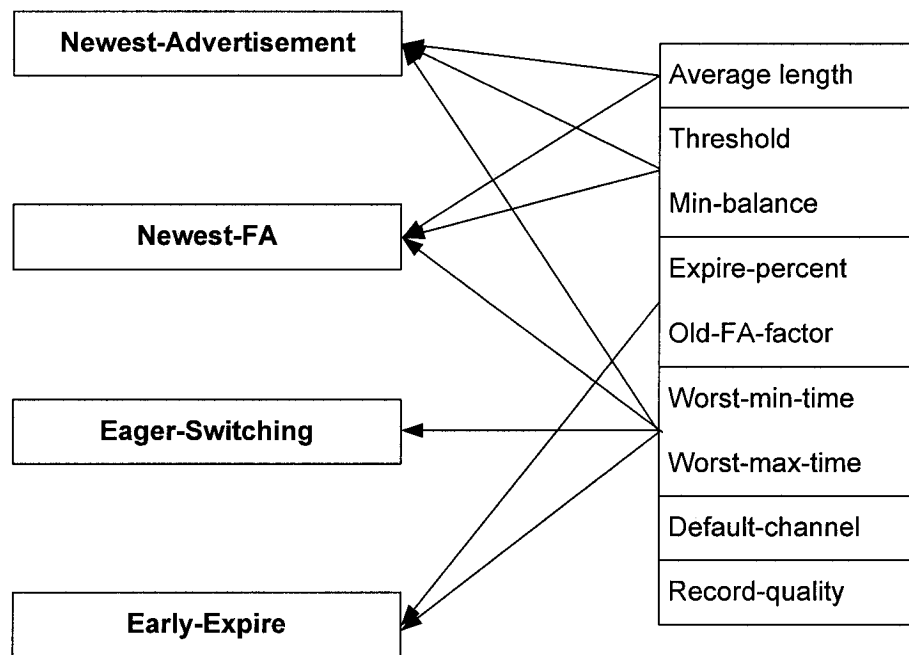 Newest-Advertisement
Newest-FA
Eager-Switching
Early-Expire
Average length
Threshold
Min-balance
Expire-percent
Old-FA-factor
Worst-min-time
Worst-max-time
Default-channel
Record-quality